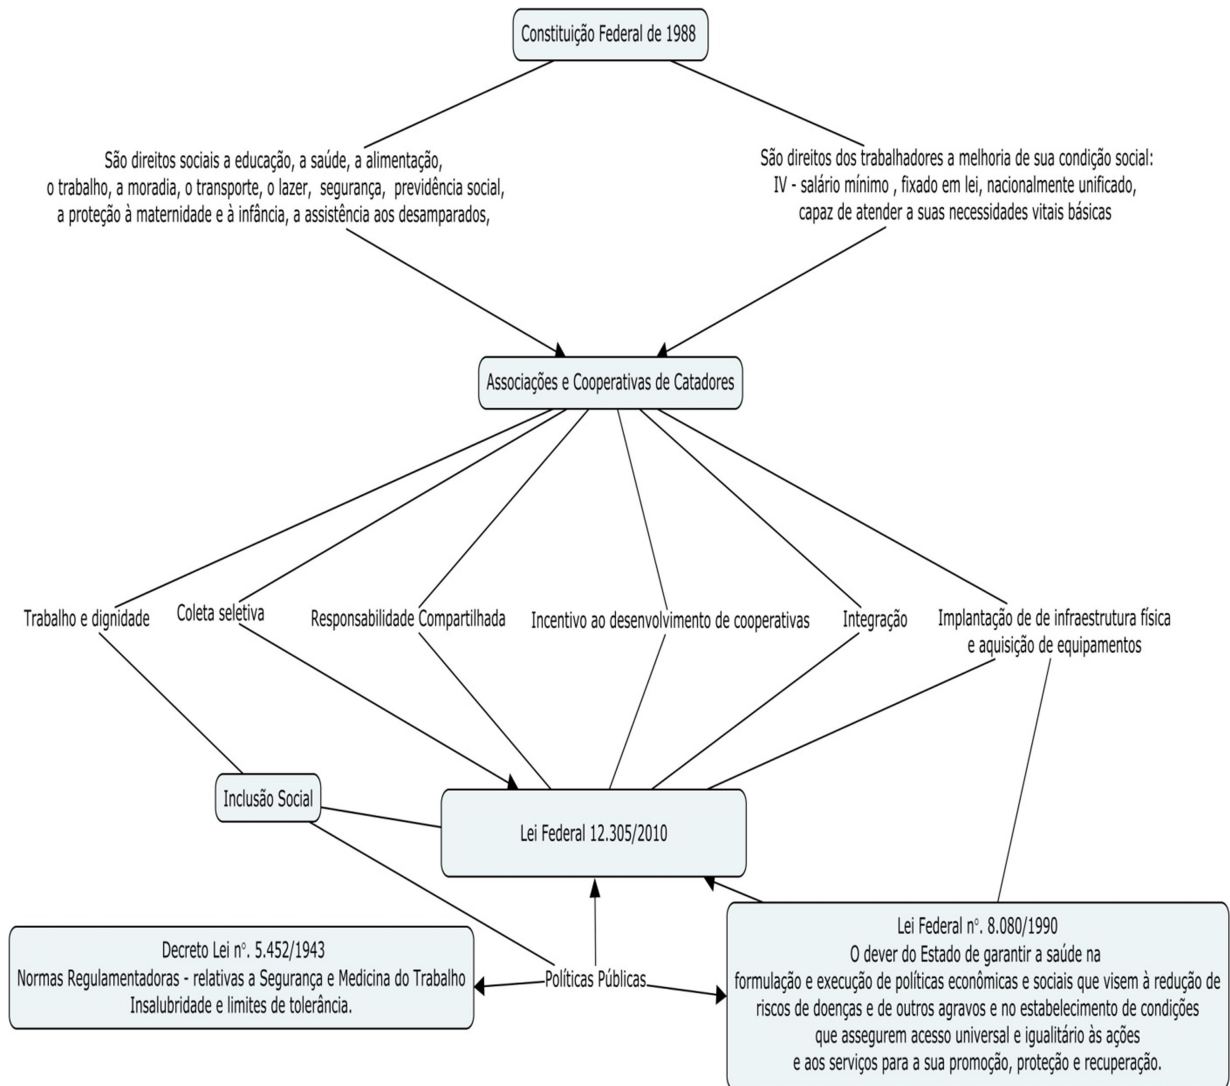 Constituição Federal de 1988
São direitos sociais a educação, a saúde, a alimentação,
o trabalho, a moradia, o transporte, o lazer, segurança, previdência social,
a proteção à maternidade e à infância, a assistência aos desamparados,
São direitos dos trabalhadores a melhoria de sua condição social:
IV - salário mínimo , fixado em lei, nacionalmente unificado,
capaz de atender a suas necessidades vitais básicas
Associações e Cooperativas de Catadores
Trabalho e dignidade
Coleta seletiva
Responsabilidade Compartilhada
Incentivo ao desenvolvimento de cooperativas
Integração
Implantação de de infraestrutura física
e aquisição de equipamentos
Inclusão Social
Lei Federal 12.305/2010
Decreto Lei nº. 5.452/1943
Normas Regulamentadoras - relativas a Segurança e Medicina do Trabalho
Insalubridade e limites de tolerância.
Políticas Públicas
Lei Federal nº. 8.080/1990
O dever do Estado de garantir a saúde na
formulação e execução de políticas econômicas e sociais que visem à redução de
riscos de doenças e de outros agravos e no estabelecimento de condições
que assegurem acesso universal e igualitário às ações
e aos serviços para a sua promoção, proteção e recuperação.